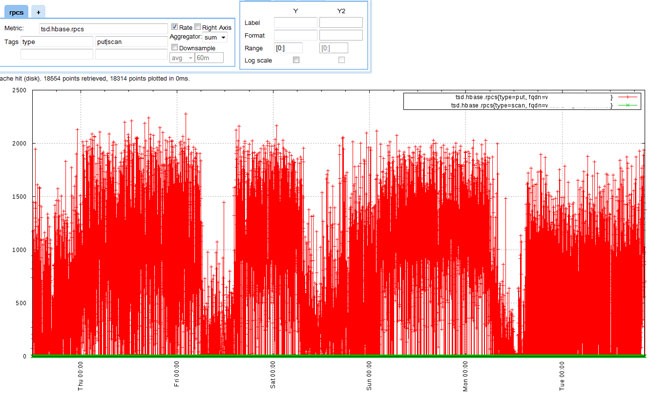 rpcs +
Y Y2
Metric: tsd.hbase.rpcs Rate Right Axis
Label
Aggregator: sum
Tags type put|scan
Format
Downsample
Range [0:] [0:]
avg 60m
Log scale
ache hit (disk). 18554 points retrieved, 18314 points plotted in 0ms.
2500
tsd.hbase.rpcs{type=put, fqdn=v }
tsd.hbase.rpcs{type=scan, fqdn=v }
2000
1500
1000
500
0
Thu 00:00
Fri 00:00
Sat 00:00
Sun 00:00
Mon 00:00
Tue 00:00